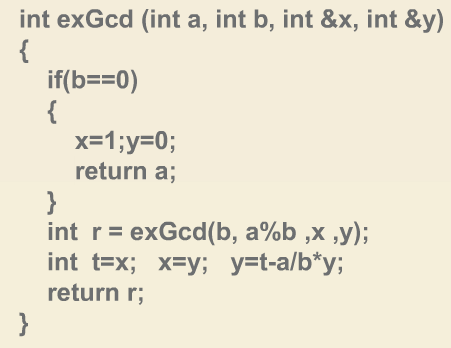 int exGcd (int a, int b, int &x, int &y)
{
if(b==0)
{
x=1;y=0;
return a;
}
int r = exGcd(b, a%b ,x ,y);
int t=x; x=y; y=t-a/b*y;
return r;
}